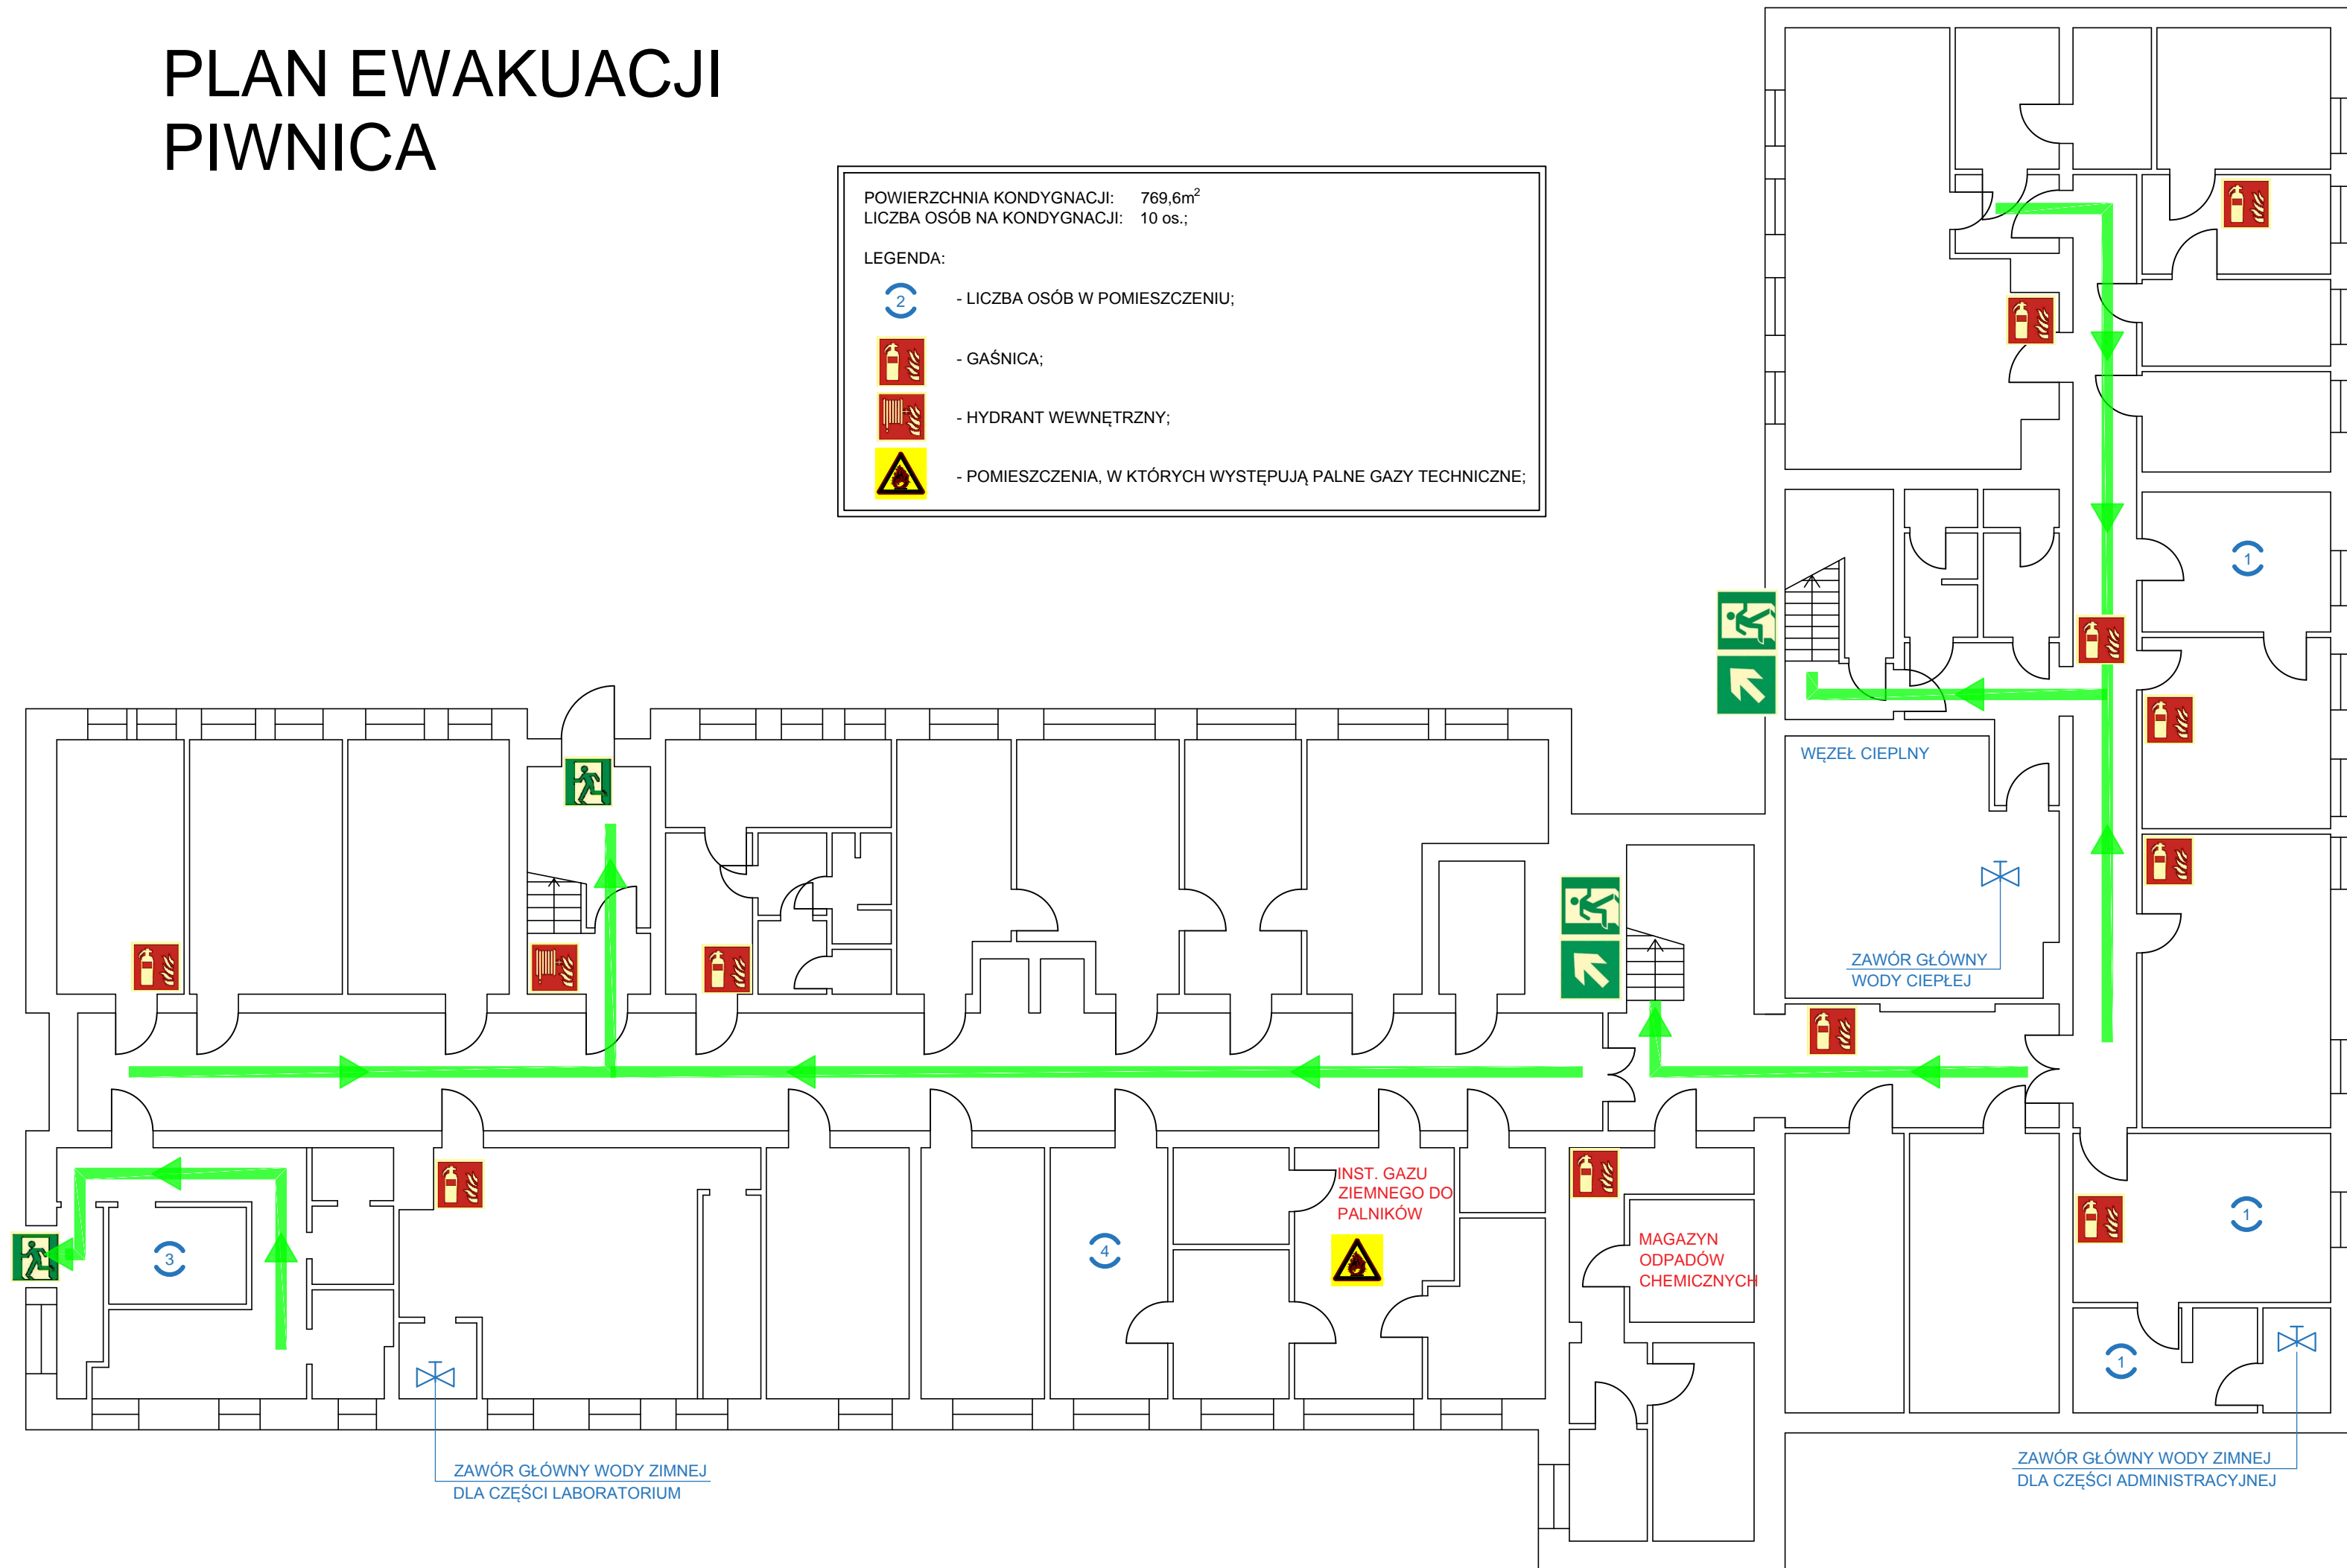 PLAN EWAKUACJI
PIWNICA
POWIERZCHNIA KONDYGNACJI: 769,6m²
LICZBA OSÓB NA KONDYGNACJI: 10 os.;
LEGENDA:
2 - LICZBA OSÓB W POMIESZCZENIU;
- GAŚNICA;
- HYDRANT WEWNĘTRZNY;
- POMIESZCZENIA, W KTÓRYCH WYSTĘPUJĄ PALNE GAZY TECHNICZNE;
1
WĘZEŁ CIEPLNY
ZAWÓR GŁÓWNY
WODY CIEPŁEJ
INST. GAZU
ZIEMNEGO DO
PALNIKÓW
MAGAZYN
ODPADÓW
CHEMICZNYCH
3
4
1
1
ZAWÓR GŁÓWNY WODY ZIMNEJ
DLA CZĘŚCI LABORATORIUM
ZAWÓR GŁÓWNY WODY ZIMNEJ
DLA CZĘŚCI ADMINISTRACYJNEJ